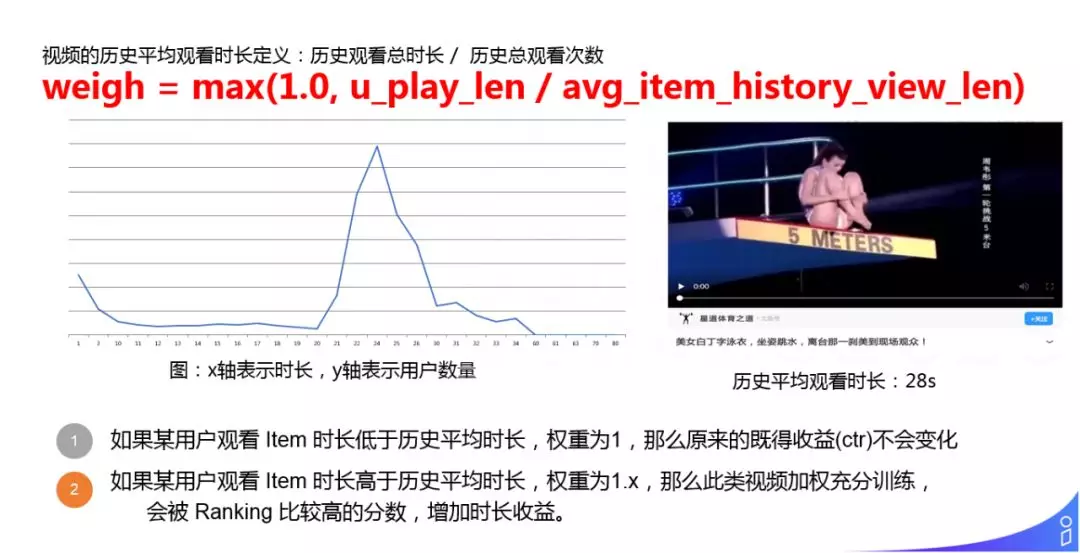 视频的历史平均观看时长定义：历史观看总时长 / 历史总观看次数
weigh = max(1.0, u_play_len / avg_item_history_view_len)
1 3 10 11 12 13 13 14 16 17 18 19 20 21 22 24 25 26 30 31 32 33 34 60 61 63 79 80
图：x轴表示时长，y轴表示用户数量
周韦彤 第一轮挑战5米台
5 METERS
0:00
星道体育之道
+关注
美女白丁字泳衣，坐姿跳水，离台那一刹美到现场观众！
历史平均观看时长：28s
1 如果某用户观看 Item 时长低于历史平均时长，权重为1，那么原来的既得收益(ctr)不会变化
2 如果某用户观看 Item 时长高于历史平均时长，权重为1.x，那么此类视频加权充分训练，
会被 Ranking 比较高的分数，增加时长收益。